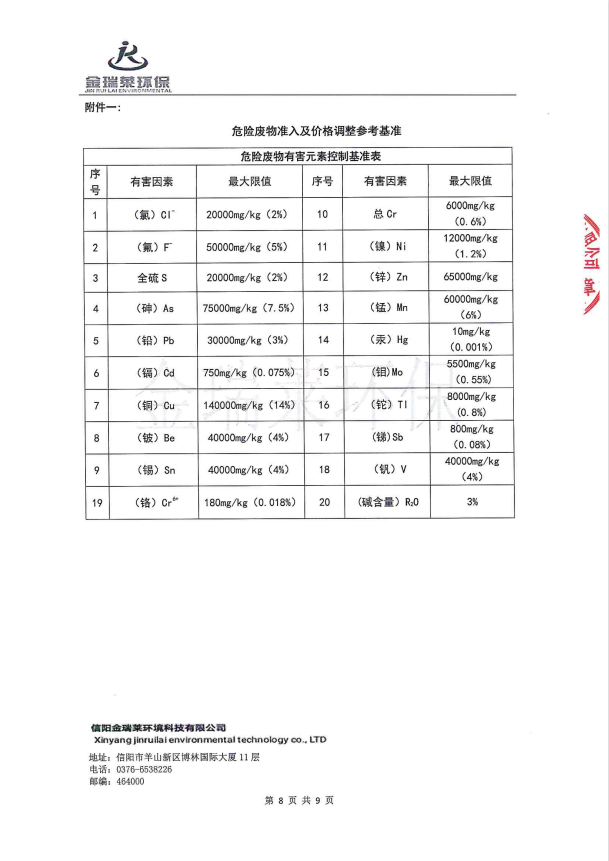 金瑞莱环保
JIN RUI LAI ENVIRONMENTAL
附件一:
危险废物准入及价格调整参考基准
危险废物有害元素控制基准表
序号 有害因素 最大限值 序号 有害因素 最大限值
1 （氯）Cl⁻ 20000mg/kg（2%） 10 总 Cr 6000mg/kg（0.6%）
2 （氟）F⁻ 50000mg/kg（5%） 11 （镍）Ni 12000mg/kg（1.2%）
3 全硫 S 20000mg/kg（2%） 12 （锌）Zn 65000mg/kg
4 （砷）As 75000mg/kg（7.5%） 13 （锰）Mn 60000mg/kg（6%）
5 （铅）Pb 30000mg/kg（3%） 14 （汞）Hg 10mg/kg（0.001%）
6 （镉）Cd 750mg/kg（0.075%） 15 （钼)Mo 5500mg/kg（0.55%）
7 （铜）Cu 140000mg/kg（14%） 16 （铊）Tl 8000mg/kg（0.8%）
8 （铍）Be 40000mg/kg（4%） 17 （锑)Sb 800mg/kg（0.08%）
9 （锡）Sn 40000mg/kg（4%） 18 （钒）V 40000mg/kg（4%）
19 （铬）Cr⁶⁺ 180mg/kg（0.018%） 20 (碱含量）R₂O 3%
金瑞莱环保
信阳金瑞莱环境科技有限公司
Xinyang jinruilai environmental technology co., LTD
地址：信阳市羊山新区博林国际大厦 11 层
电话：0376-6538226
邮编：464000
第 8 页 共 9 页